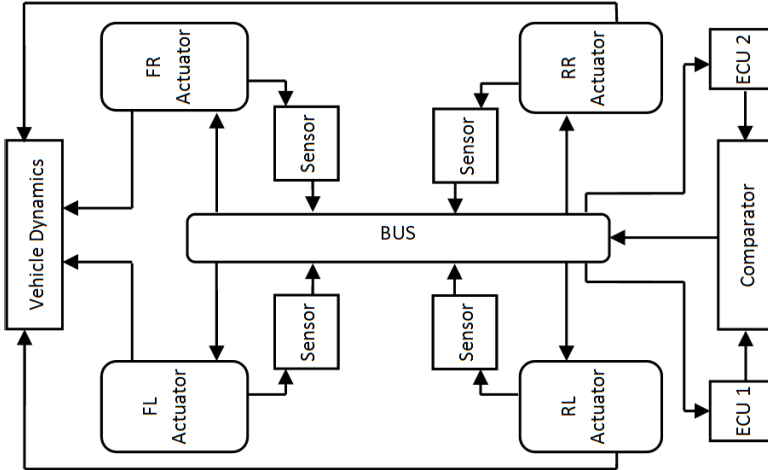 Vehicle Dynamics
FR
Actuator
RR
Actuator
ECU 2
Sensor
Sensor
BUS
Comparator
Sensor
Sensor
FL
Actuator
RL
Actuator
ECU 1